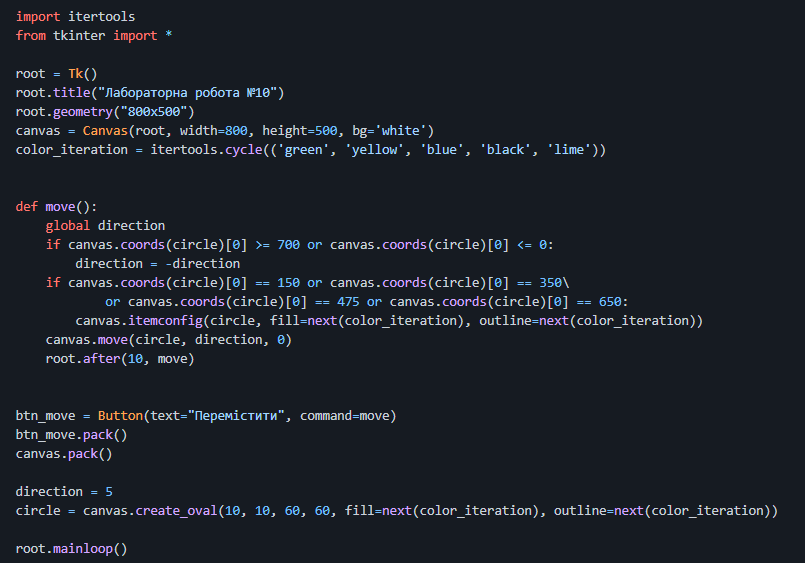 import itertools
from tkinter import *
root = Tk()
root.title("Лабораторна робота №10")
root.geometry("800x500")
canvas = Canvas(root, width=800, height=500, bg='white')
color_iteration = itertools.cycle(('green', 'yellow', 'blue', 'black', 'lime'))
def move():
    global direction
    if canvas.coords(circle)[0] >= 700 or canvas.coords(circle)[0] <= 0:
        direction = -direction
    if canvas.coords(circle)[0] == 150 or canvas.coords(circle)[0] == 350\
            or canvas.coords(circle)[0] == 475 or canvas.coords(circle)[0] == 650:
        canvas.itemconfig(circle, fill=next(color_iteration), outline=next(color_iteration))
    canvas.move(circle, direction, 0)
    root.after(10, move)
btn_move = Button(text="Перемістити", command=move)
btn_move.pack()
canvas.pack()
direction = 5
circle = canvas.create_oval(10, 10, 60, 60, fill=next(color_iteration), outline=next(color_iteration))
root.mainloop()